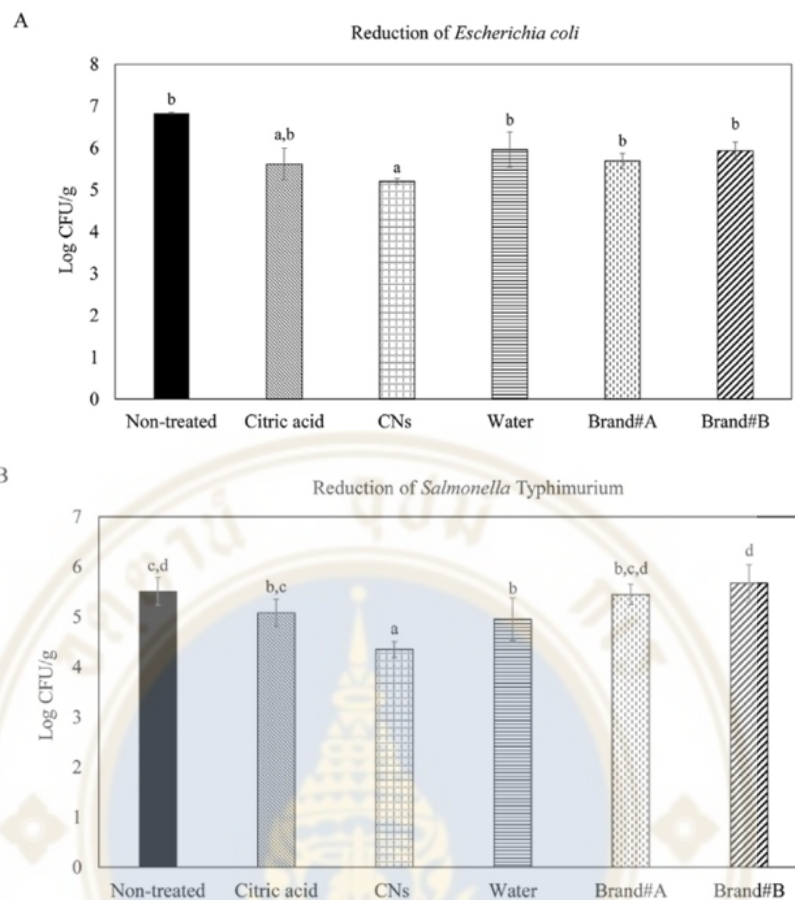 A
Reduction of Escherichia coli
8
7
6
5
4
3
2
1
0
Log CFU/g
b
a,b
a
b
b
b
Non-treated Citric acid CNs Water Brand#A Brand#B
B
Reduction of Salmonella Typhimurium
7
6
5
4
3
2
1
0
Log CFU/g
c,d
b,c
a
b
b,c,d
d
Non-treated Citric acid CNs Water Brand#A Brand#B